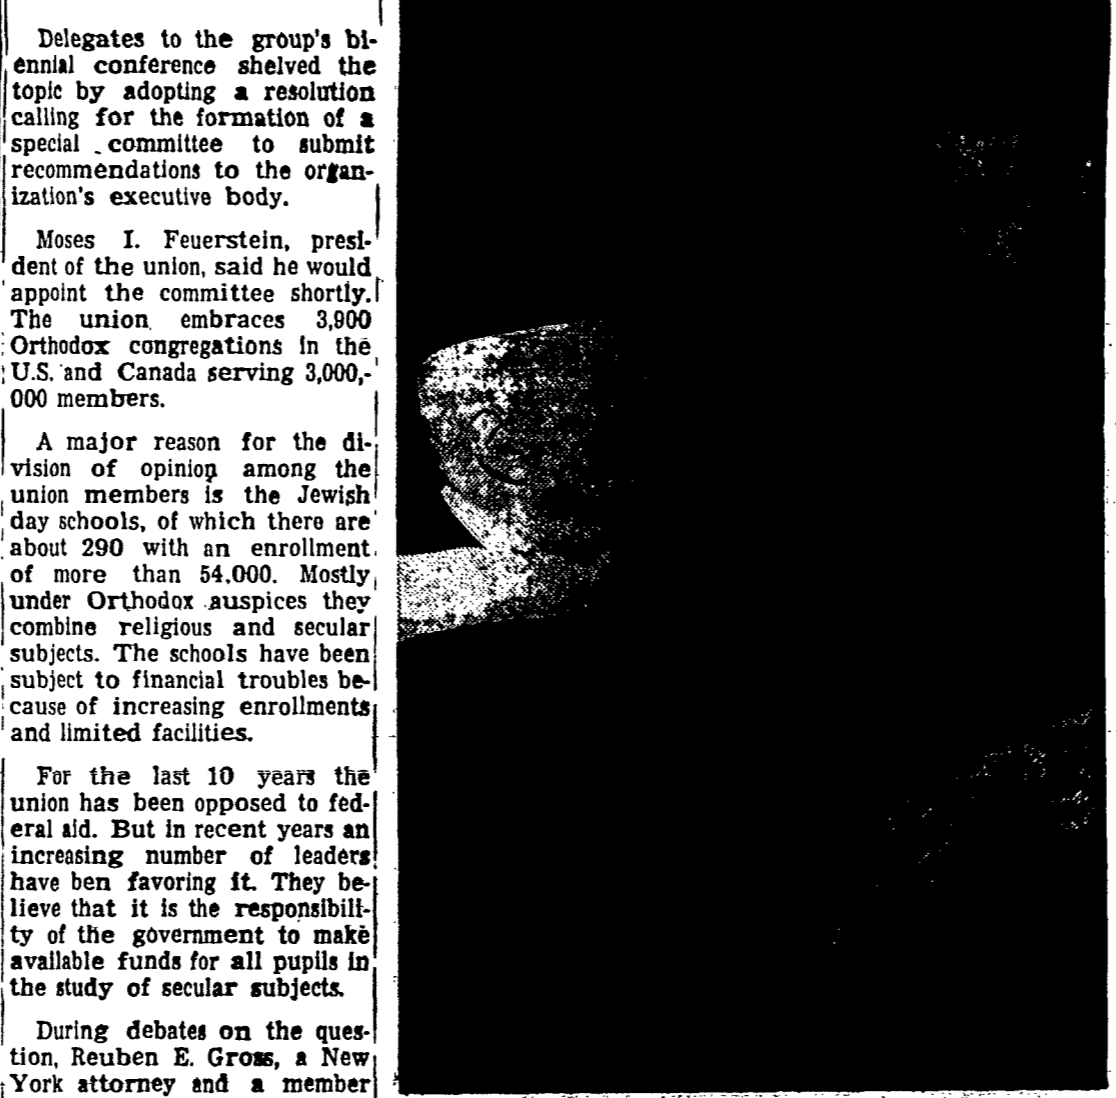 Delegates to the group's bi-
ennial conference shelved the
topic by adopting a resolution
calling for the formation of a
special committee to submit
recommendations to the organ-
ization's executive body.
Moses I. Feuerstein, presi-
dent of the union, said he would
appoint the committee shortly.
The union embraces 3,900
Orthodox congregations in the
U.S. and Canada serving 3,000,-
000 members.
A major reason for the di-
vision of opinion among the
union members is the Jewish
day schools, of which there are
about 290 with an enrollment
of more than 54,000. Mostly
under Orthodox auspices they
combine religious and secular
subjects. The schools have been
subject to financial troubles be-
cause of increasing enrollments
and limited facilities.
For the last 10 years the
union has been opposed to fed-
eral aid. But in recent years an
increasing number of leaders
have ben favoring it. They be-
lieve that it is the responsibili-
ty of the government to make
available funds for all pupils in
the study of secular subjects.
During debates on the ques-
tion, Reuben E. Gross, a New
York attorney and a member